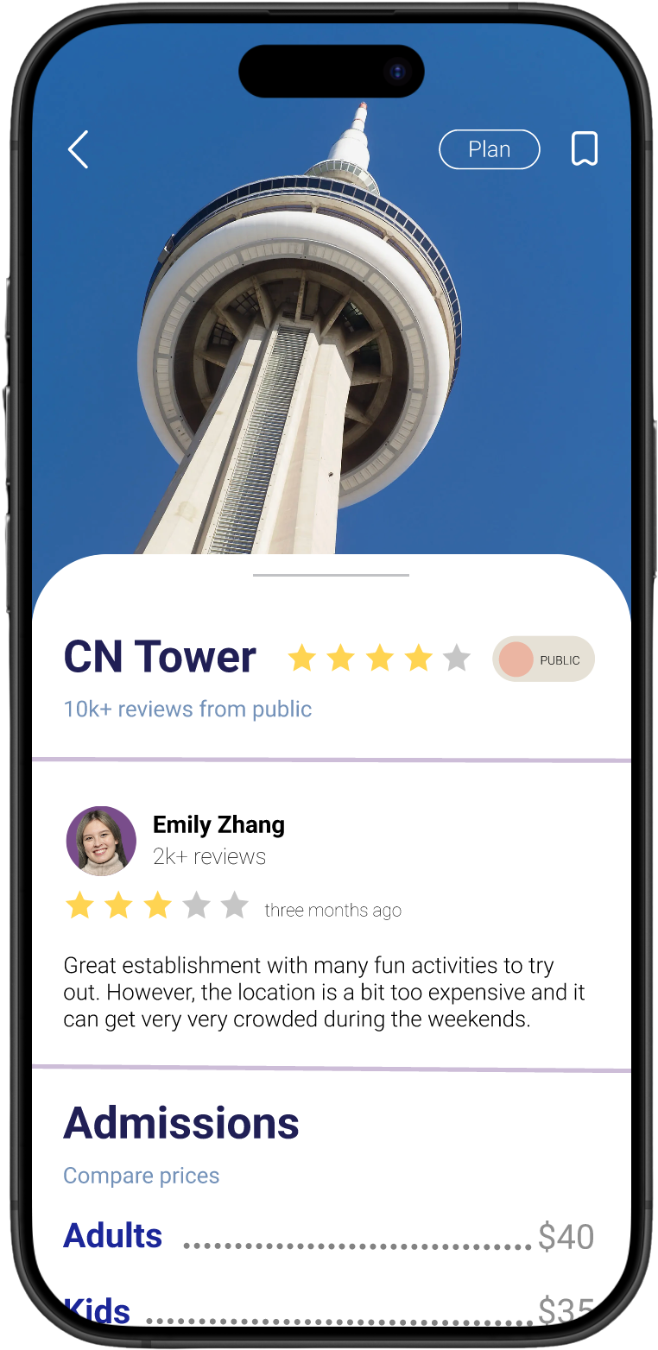 Plan
CN Tower
PUBLIC
10k+ reviews from public
Emily Zhang
2k+ reviews
three months ago
Great establishment with many fun activities to try
out. However, the location is a bit too expensive and it
can get very very crowded during the weekends.
Admissions
Compare prices
Adults ........................................ $40
Kids ............................................. $35